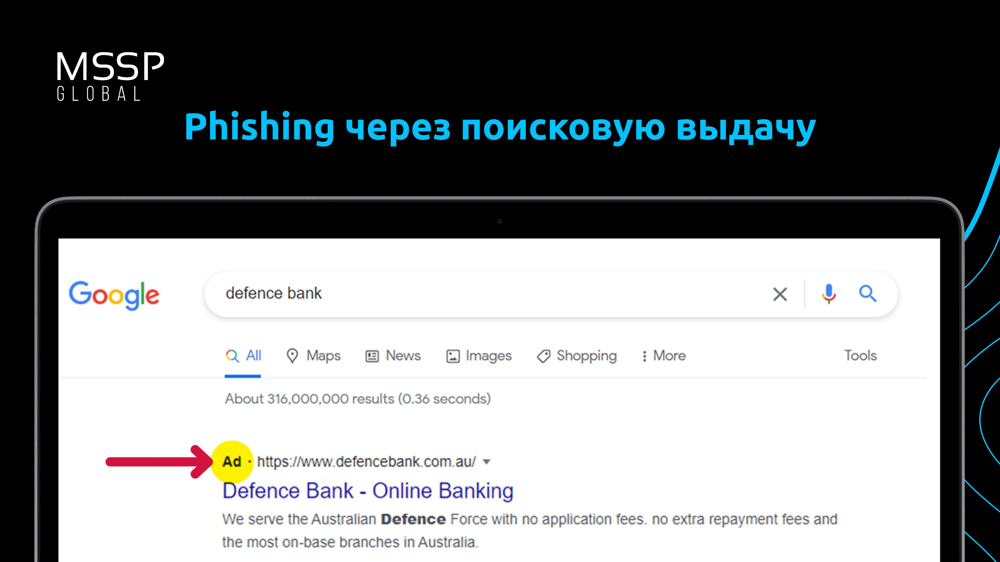 MSSP
GLOBAL
Phishing через поисковую выдачу
Google
defence bank
All Maps News Images Shopping More Tools
About 316,000,000 results (0.36 seconds)
Ad · https://www.defencebank.com.au/
Defence Bank - Online Banking
We serve the Australian Defence Force with no application fees. no extra repayment fees and
the most on-base branches in Australia.